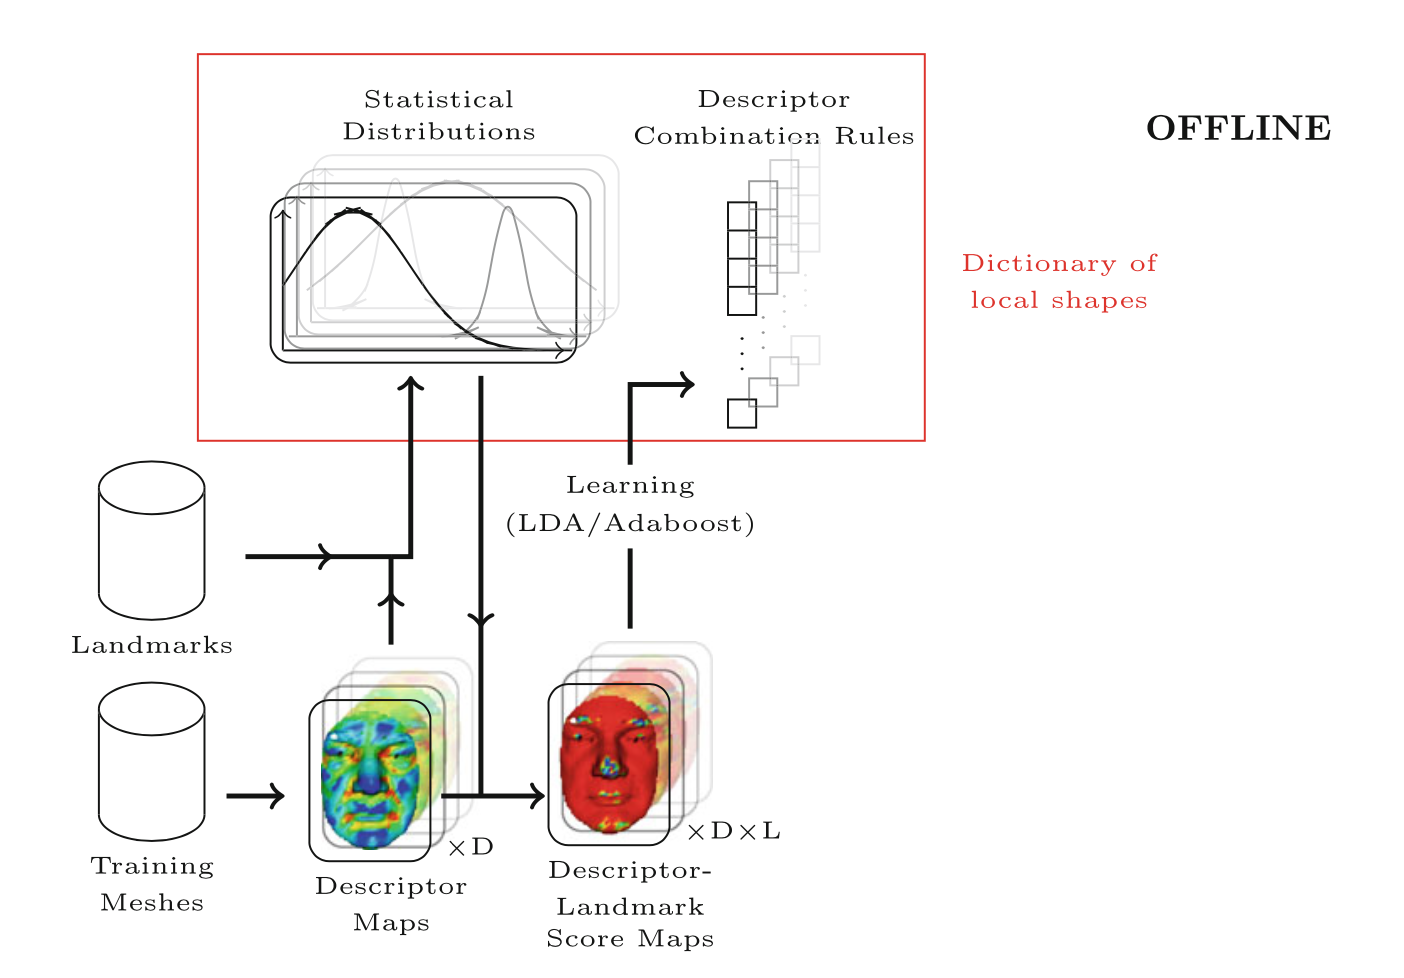 Statistical
Distributions
Descriptor
Combination Rules
OFFLINE
Dictionary of
local shapes
Learning
(LDA/Adaboost)
Landmarks
Training
Meshes
×D
Descriptor
Maps
×D×L
Descriptor-
Landmark
Score Maps